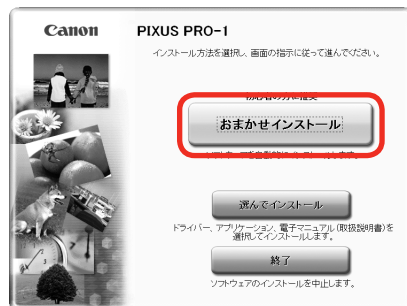 Canon PIXUS PRO-1
インストール方法を選択し、画面の指示に従って進んでください。
おまかせインストール
選んでインストール
ドライバー、アプリケーション、電子マニュアル(取扱説明書)を
選択してインストールします。
終了
ソフトウェアのインストールを中止します。